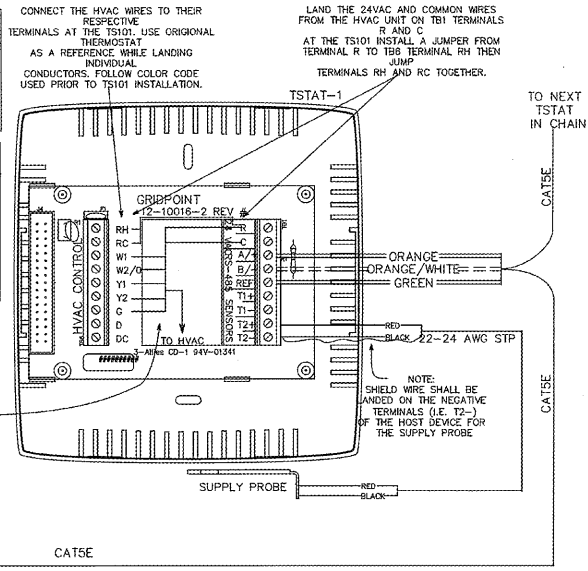 CONNECT THE HVAC WIRES TO THEIR
RESPECTIVE
TERMINALS AT THE TS101. USE ORIGIONAL
THERMOSTAT
AS A REFERENCE WHILE LANDING
INDIVIDUAL
CONDUCTORS. FOLLOW COLOR CODE
USED PRIOR TO TS101 INSTALLATION.
LAND THE 24VAC AND COMMON WIRES
FROM THE HVAC UNIT ON TB1 TERMINALS
R AND C
AT THE TS101 INSTALL A JUMPER FROM
TERMINAL R TO TB6 TERMINAL RH THEN
JUMP
TERMINALS RH AND RC TOGETHER.
TSTAT-1
TO NEXT
TSTAT
IN CHAIN
CAT5E
GRIDPOINT
12-10016-2 REV #
HVAC CONTROL
RH
RC
W1
W2/O
Y1
Y2
G
D
DC
TO HVAC
RS-485
SENSORS
R
C
A/+
B/-
REF
T1+
T1-
T2+
T2-
ORANGE
ORANGE/WHITE
GREEN
RED
BLACK
22-24 AWG STP
NOTE:
SHIELD WIRE SHALL BE
LANDED ON THE NEGATIVE
TERMINALS (I.E. T2-)
OF THE HOST DEVICE FOR
THE SUPPLY PROBE
CAT5E
SUPPLY PROBE
RED
BLACK
CAT5E